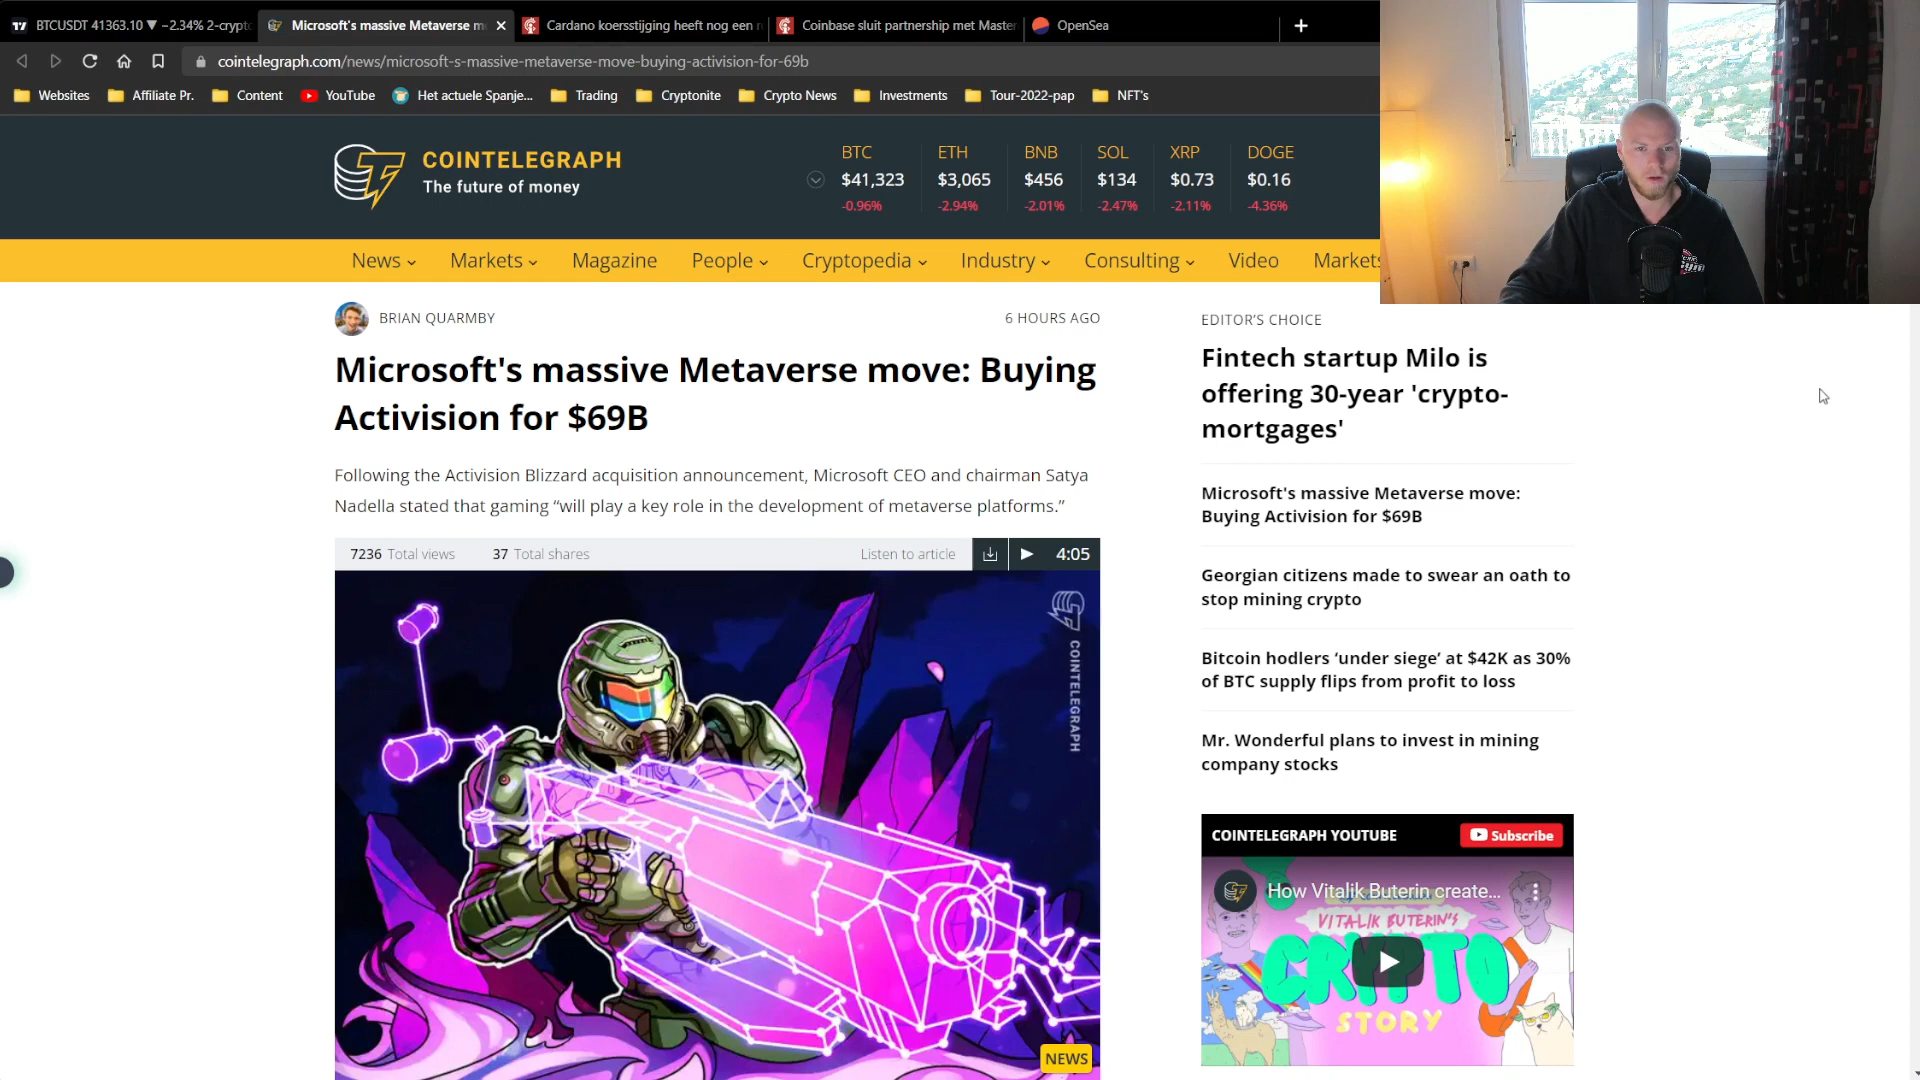 BTCUSDT 41363.10 ▼ −2.34% 2-crypto
Microsoft's massive Metaverse m
Cardano koersstijging heeft nog een
Coinbase sluit partnership met Master
OpenSea
cointelegraph.com/news/microsoft-s-massive-metaverse-move-buying-activision-for-69b
Websites
Affiliate Pr.
Content
YouTube
Het actuele Spanje...
Trading
Cryptonite
Crypto News
Investments
Tour-2022-pap
NFT's
COINTELEGRAPH
The future of money
BTC ETH BNB SOL XRP DOGE
$41,323 $3,065 $456 $134 $0.73 $0.16
-0.96% -2.94% -2.01% -2.47% -2.11% -4.36%
News Markets Magazine People Cryptopedia Industry Consulting Video Markets
BRIAN QUARMBY
6 HOURS AGO
Microsoft's massive Metaverse move: Buying
Activision for $69B
Following the Activision Blizzard acquisition announcement, Microsoft CEO and chairman Satya
Nadella stated that gaming “will play a key role in the development of metaverse platforms.”
7236 Total views 37 Total shares Listen to article 4:05
COINTELEGRAPH
NEWS
EDITOR’S CHOICE
Fintech startup Milo is
offering 30-year 'crypto-
mortgages'
Microsoft's massive Metaverse move:
Buying Activision for $69B
Georgian citizens made to swear an oath to
stop mining crypto
Bitcoin hodlers ‘under siege’ at $42K as 30%
of BTC supply flips from profit to loss
Mr. Wonderful plans to invest in mining
company stocks
COINTELEGRAPH YOUTUBE
Subscribe
How Vitalik Buterin create...
VITALIK BUTERIN'S
CRYPTO
STORY